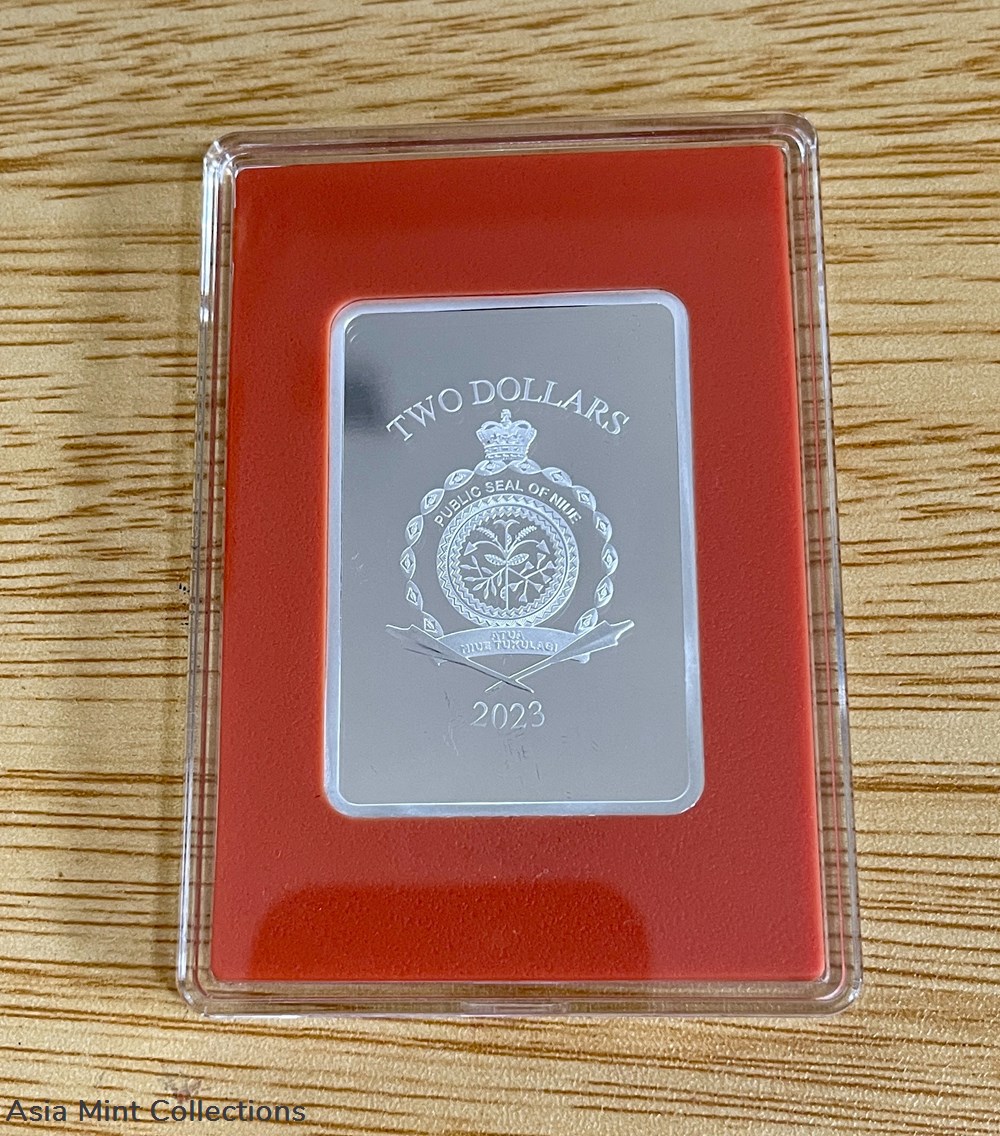 TWO DOLLARS
PUBLIC SEAL OF NIUE
ATUA
NIUE TUKULAGI
2023
Asia Mint Collections